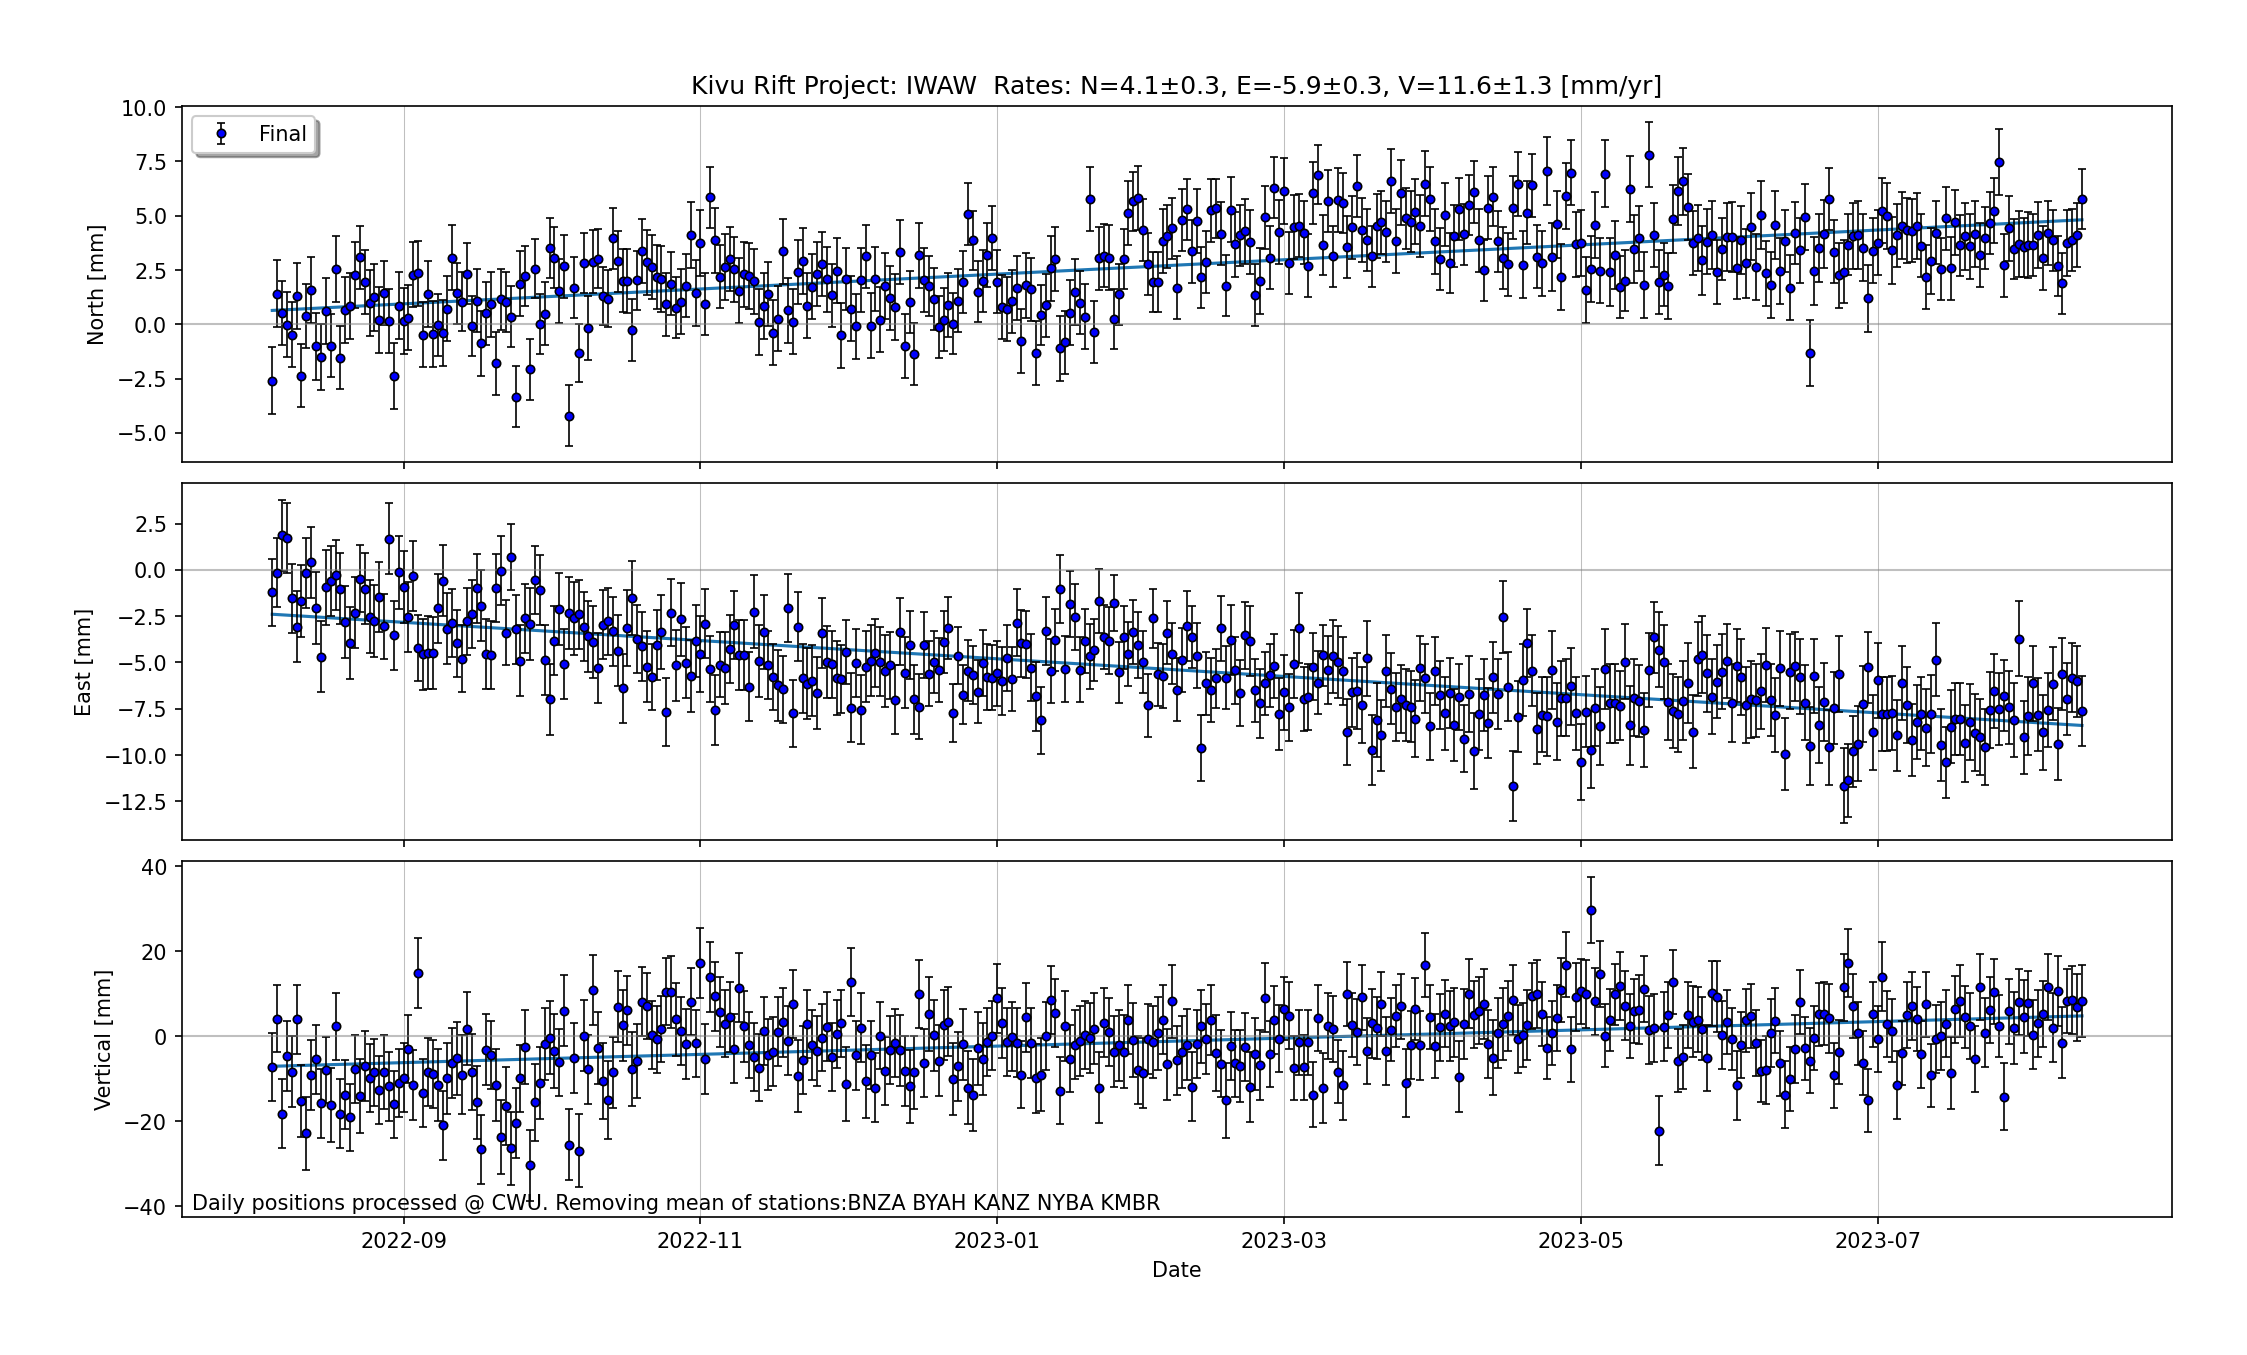 Kivu Rift Project: IWAW  Rates: N=4.1±0.3, E=-5.9±0.3, V=11.6±1.3 [mm/yr]
Final
North [mm]
10.0
7.5
5.0
2.5
0.0
−2.5
−5.0
East [mm]
2.5
0.0
−2.5
−5.0
−7.5
−10.0
−12.5
Vertical [mm]
40
20
0
−20
−40
Daily positions processed @ CWU. Removing mean of stations:BNZA BYAH KANZ NYBA KMBR
2022-09 2022-11 2023-01 2023-03 2023-05 2023-07
Date